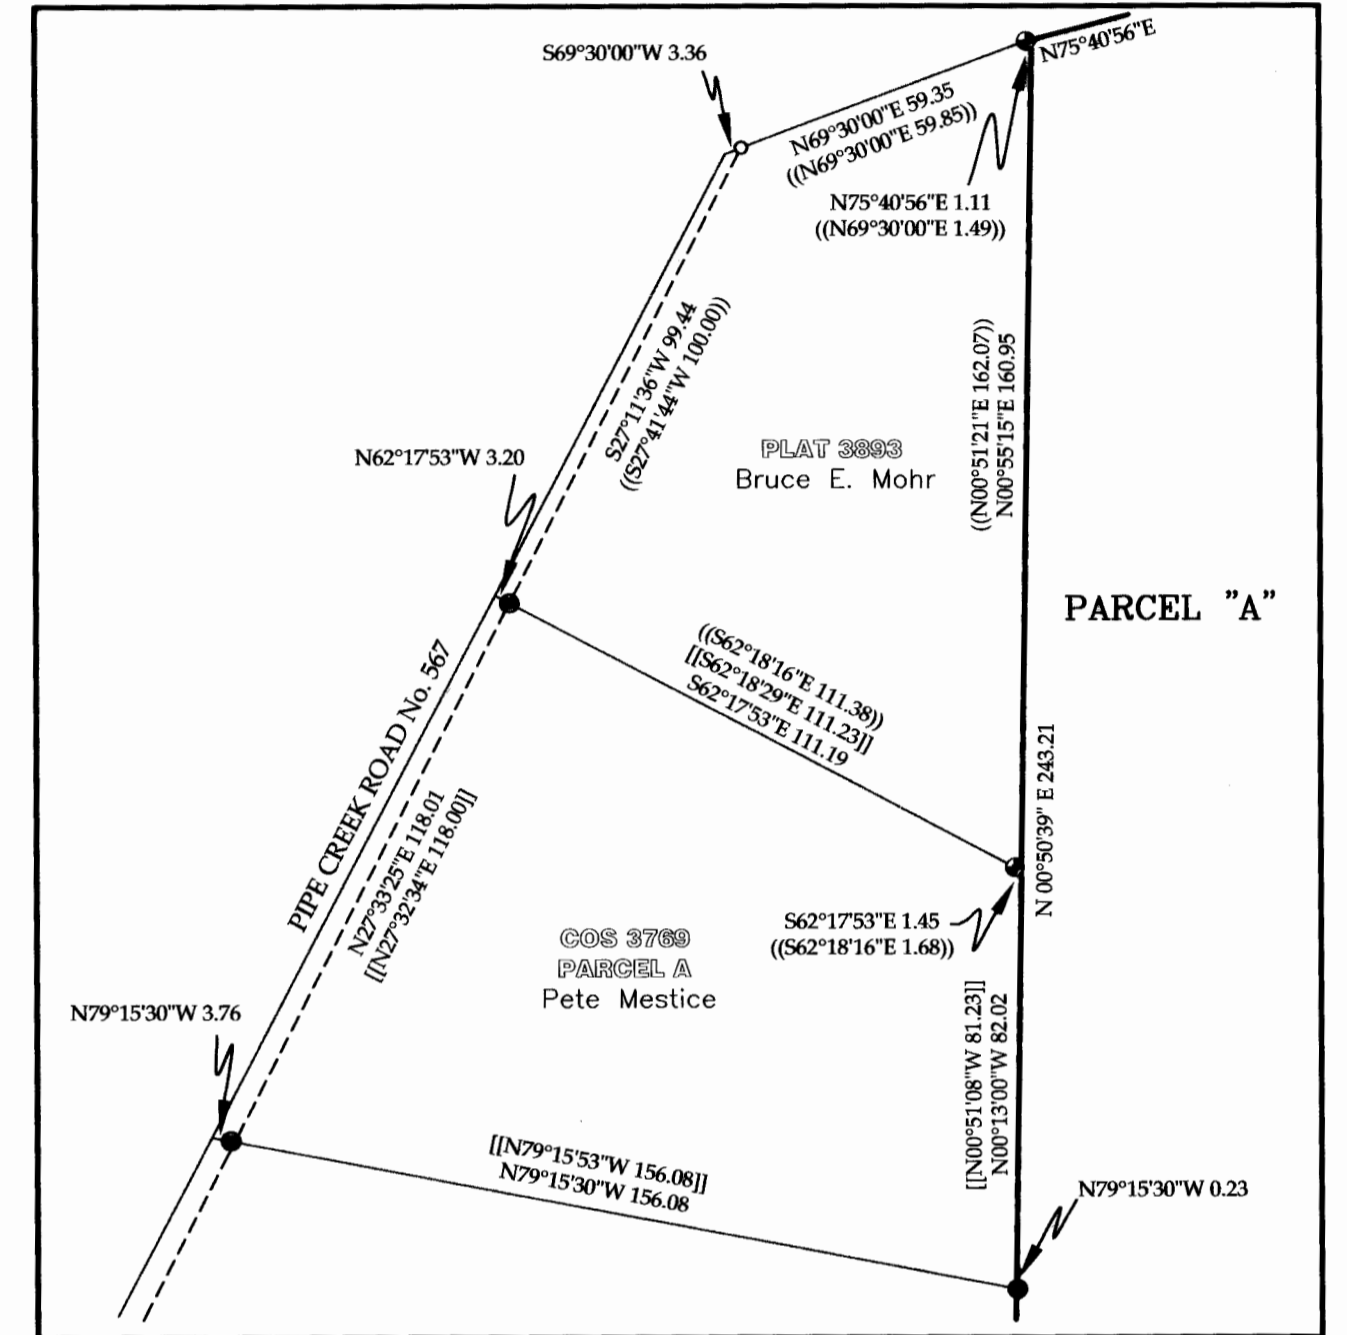 S69°30'00"W 3.36
N75°40'56"E
N69°30'00"E 59.35
((N69°30'00"E 59.85))
N75°40'56"E 1.11
((N69°30'00"E 1.49))
S27°11'36"W 99.44
((S27°41'44"W 100.00))
((N00°51'21"E 162.07))
N00°55'15"E 160.95
PLAT 3893
Bruce E. Mohr
N62°17'53"W 3.20
PARCEL "A"
((S62°18'16"E 111.38))
[[S62°18'29"E 111.23]]
S62°17'53"E 111.19
PIPE CREEK ROAD No. 567
N27°33'25"E 118.01
[[N27°32'34"E 118.00]]
N 00°50'39" E 243.21
S62°17'53"E 1.45
((S62°18'16"E 1.68))
COS 3769
PARCEL A
Pete Mestice
N79°15'30"W 3.76
[[N00°51'08"W 81.23]]
N00°13'00"W 82.02
[[N79°15'53"W 156.08]]
N79°15'30"W 156.08
N79°15'30"W 0.23